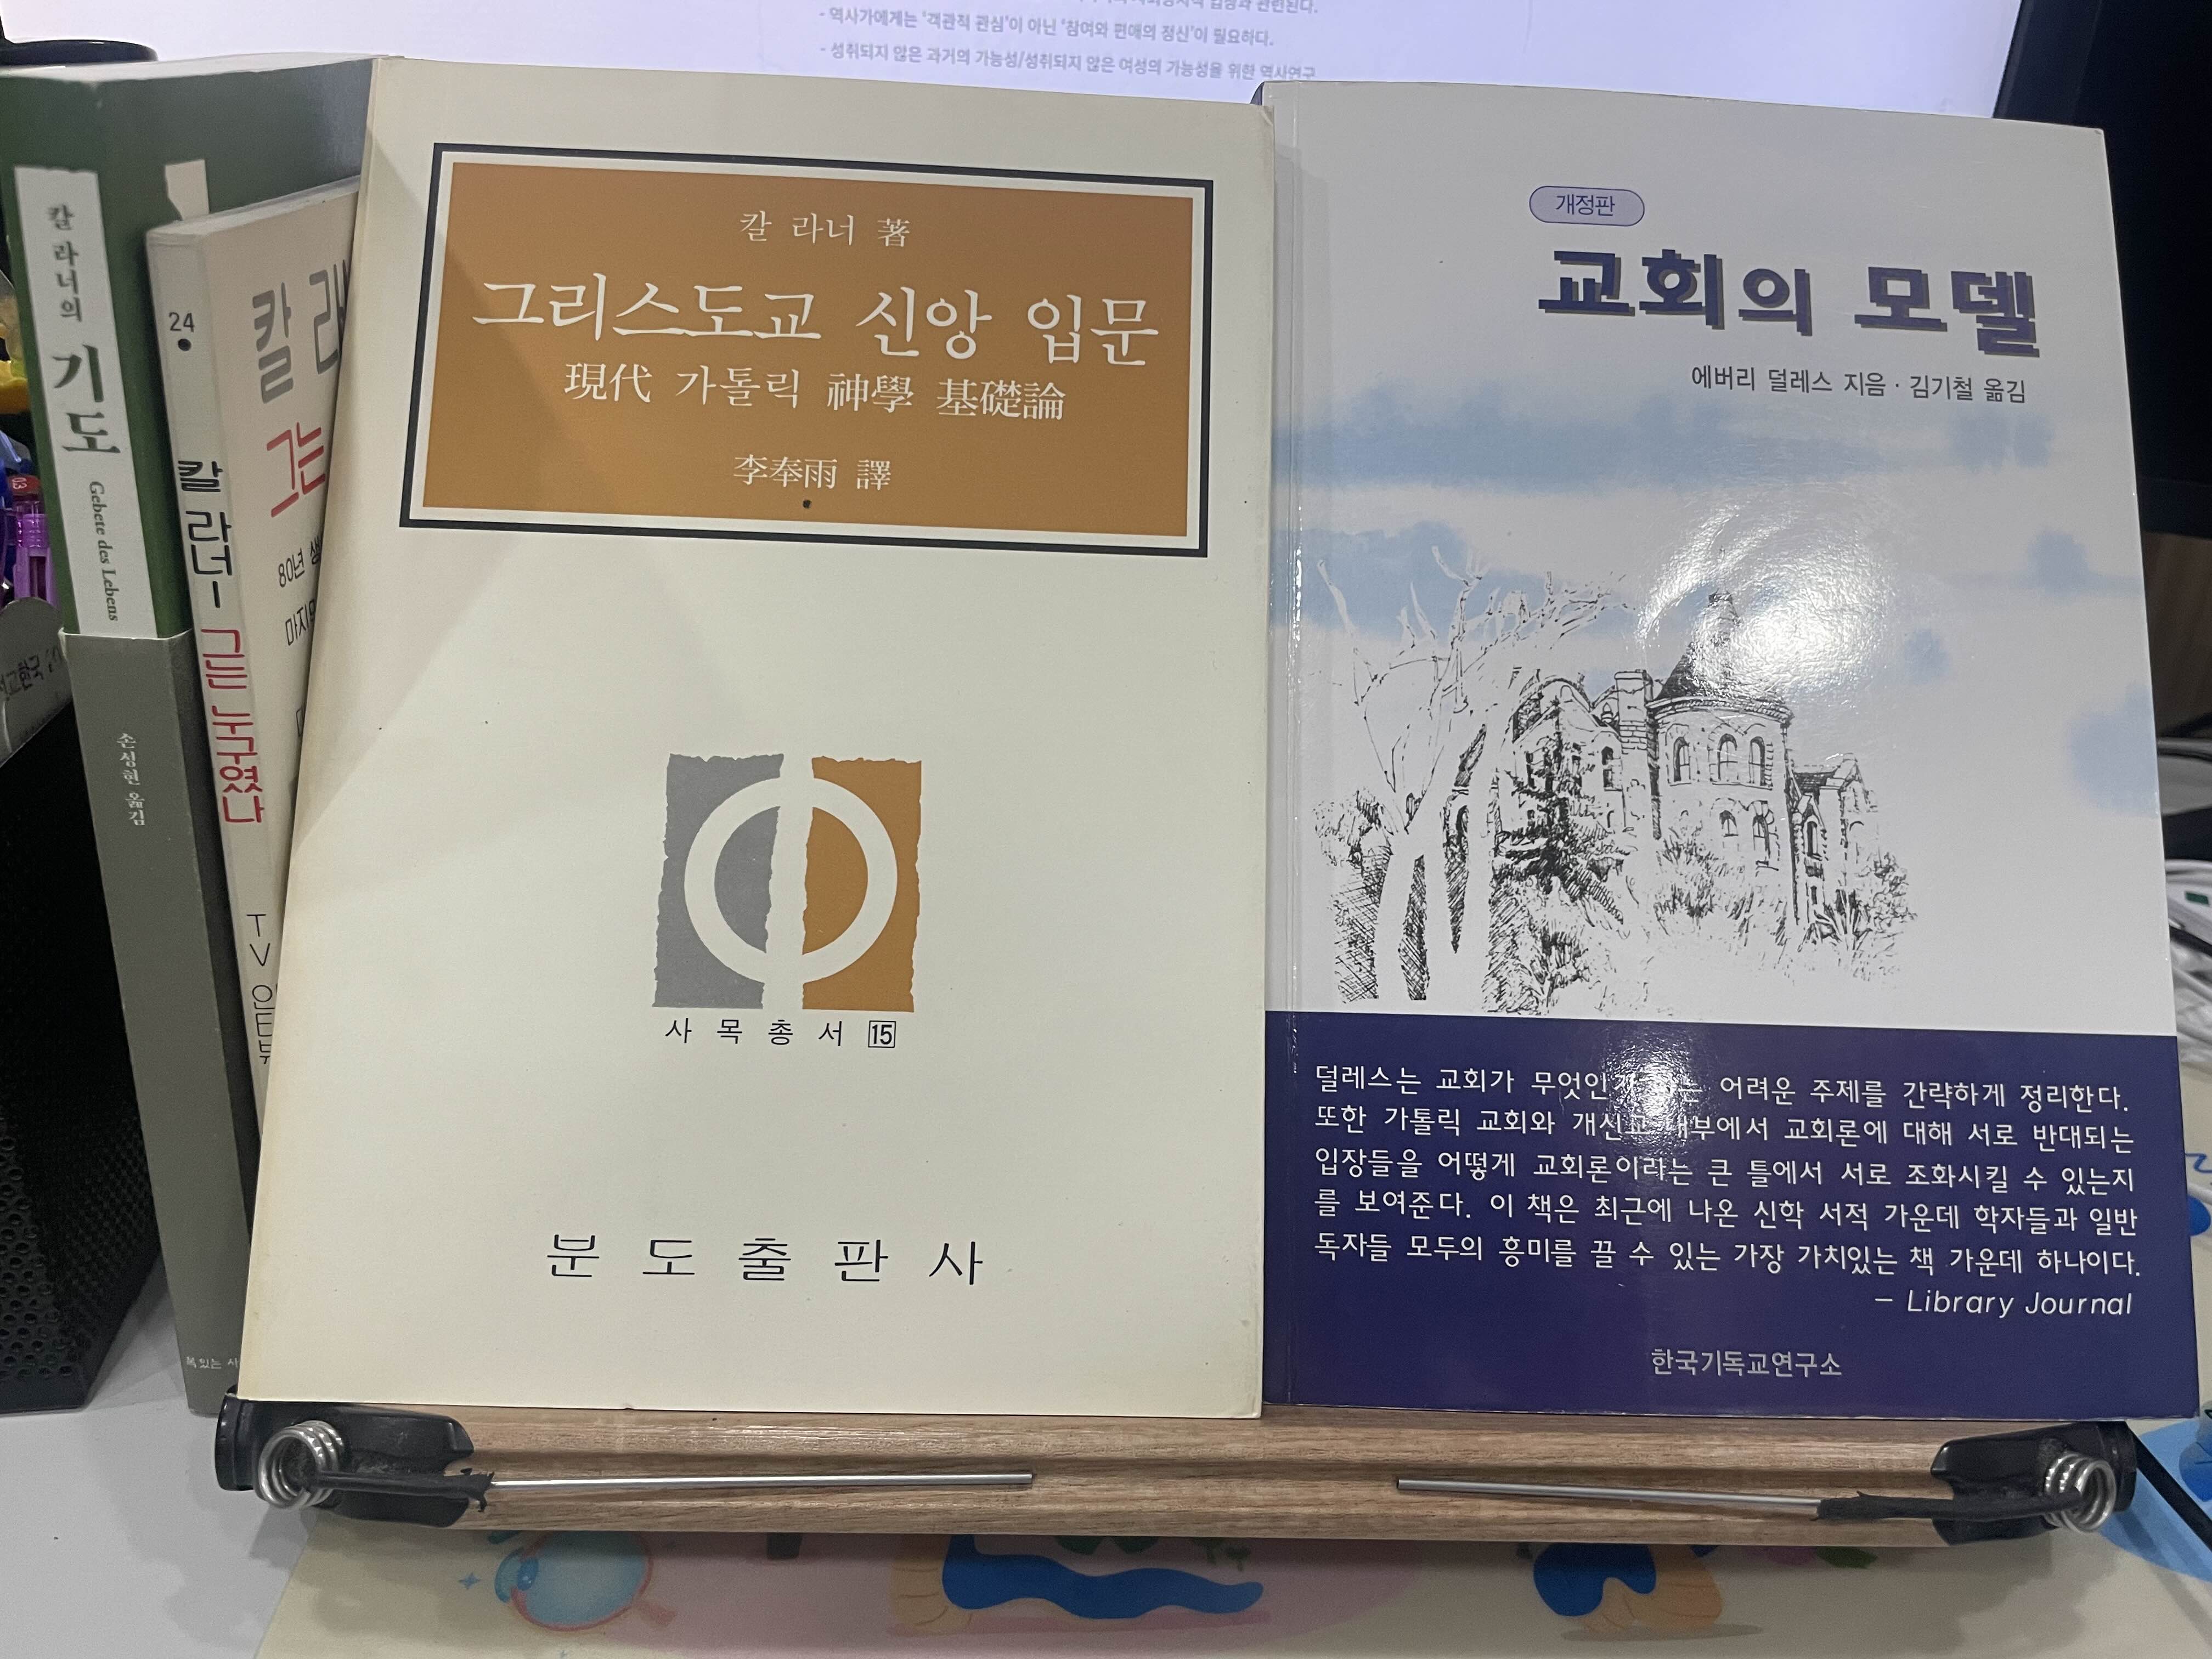 - 역사가에게는 '객관적 관심'이 아닌 '참여와 편애의 정신'이 필요하다.
- 성취되지 않은 과거의 가능성/성취되지 않은 여성의 가능성을 위한 역사연구
칼 라너의 기도
Gebete des Lebens
손성현 옮김
복있는 사
24
칼 라너 그는 누구였나
TV 인터뷰
칼 라
그는
80년
칼 라너 著
그리스도교 신앙 입문
現代 가톨릭 神學 基礎論
李奉雨 譯
사목총서 15
분도출판사
개정판
교회의 모델
에버리 덜레스 지음 · 김기철 옮김
덜레스는 교회가 어려운 주제를 간략하게 정리한다.
또한 가톨릭 교회와 개신교 내부에서 교회론에 대해 서로 반대되는
입장들을 어떻게 교회론이라는 큰 틀에서 서로 조화시킬 수 있는지
를 보여준다. 이 책은 최근에 나온 신학 서적 가운데 학자들과 일반
독자들 모두의 흥미를 끌 수 있는 가장 가치있는 책 가운데 하나이다.
– Library Journal
한국기독교연구소